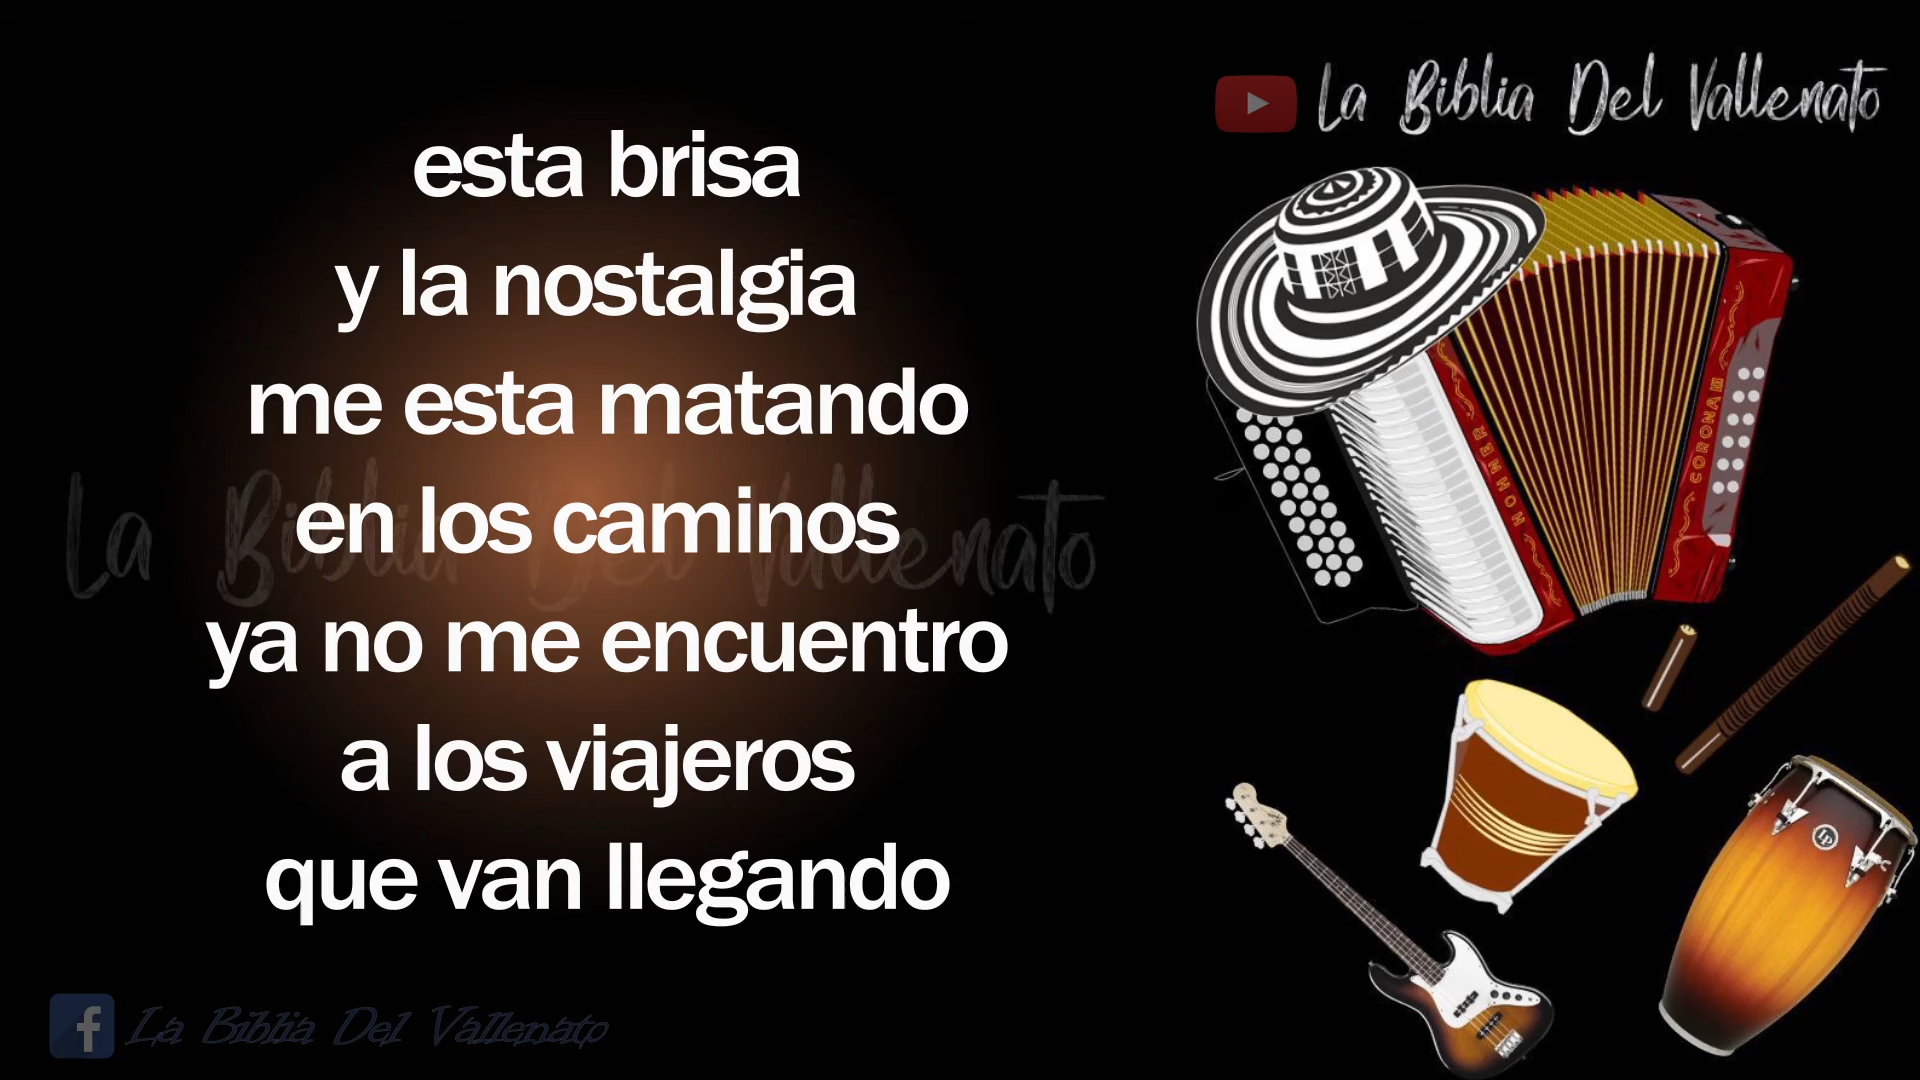 La Biblia Del Vallenato
esta brisa
y la nostalgia
me esta matando
en los caminos
La Biblia Del Vallenato
ya no me encuentro
a los viajeros
que van llegando
HOHNER
CORONA III
LP
La Biblia Del Vallenato